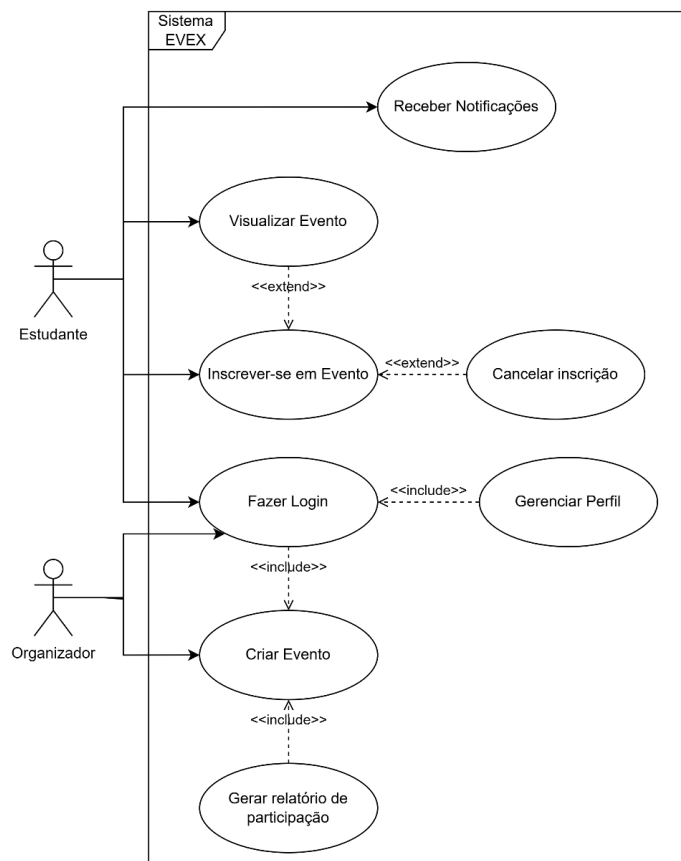 Sistema
EVEX
Receber Notificações
Visualizar Evento
<<extend>>
Estudante
<<extend>>
Inscrever-se em Evento
Cancelar inscrição
<<include>>
Fazer Login
Gerenciar Perfil
<<include>>
Organizador
Criar Evento
<<include>>
Gerar relatório de
participação